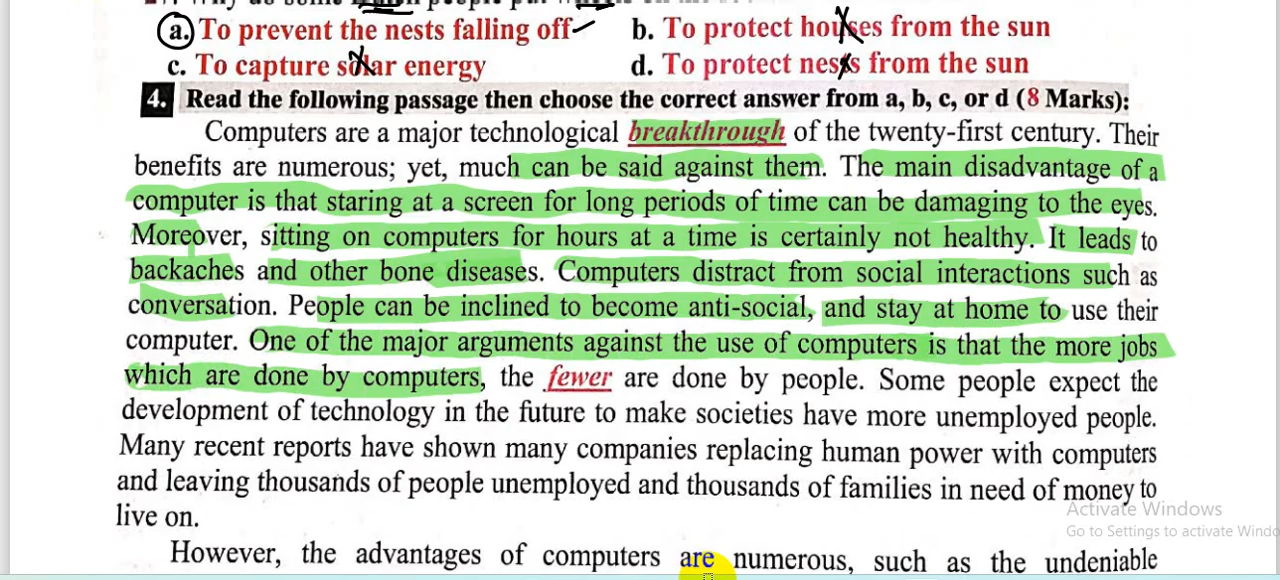 a. To prevent the nests falling off b. To protect houses from the sun
c. To capture solar energy d. To protect nests from the sun
4. Read the following passage then choose the correct answer from a, b, c, or d (8 Marks):
Computers are a major technological breakthrough of the twenty-first century. Their
benefits are numerous; yet, much can be said against them. The main disadvantage of a
computer is that staring at a screen for long periods of time can be damaging to the eyes.
Moreover, sitting on computers for hours at a time is certainly not healthy. It leads to
backaches and other bone diseases. Computers distract from social interactions such as
conversation. People can be inclined to become anti-social, and stay at home to use their
computer. One of the major arguments against the use of computers is that the more jobs
which are done by computers, the fewer are done by people. Some people expect the
development of technology in the future to make societies have more unemployed people.
Many recent reports have shown many companies replacing human power with computers
and leaving thousands of people unemployed and thousands of families in need of money to
live on.
Activate Windows
Go to Settings to activate Windo
However, the advantages of computers are numerous, such as the undeniable